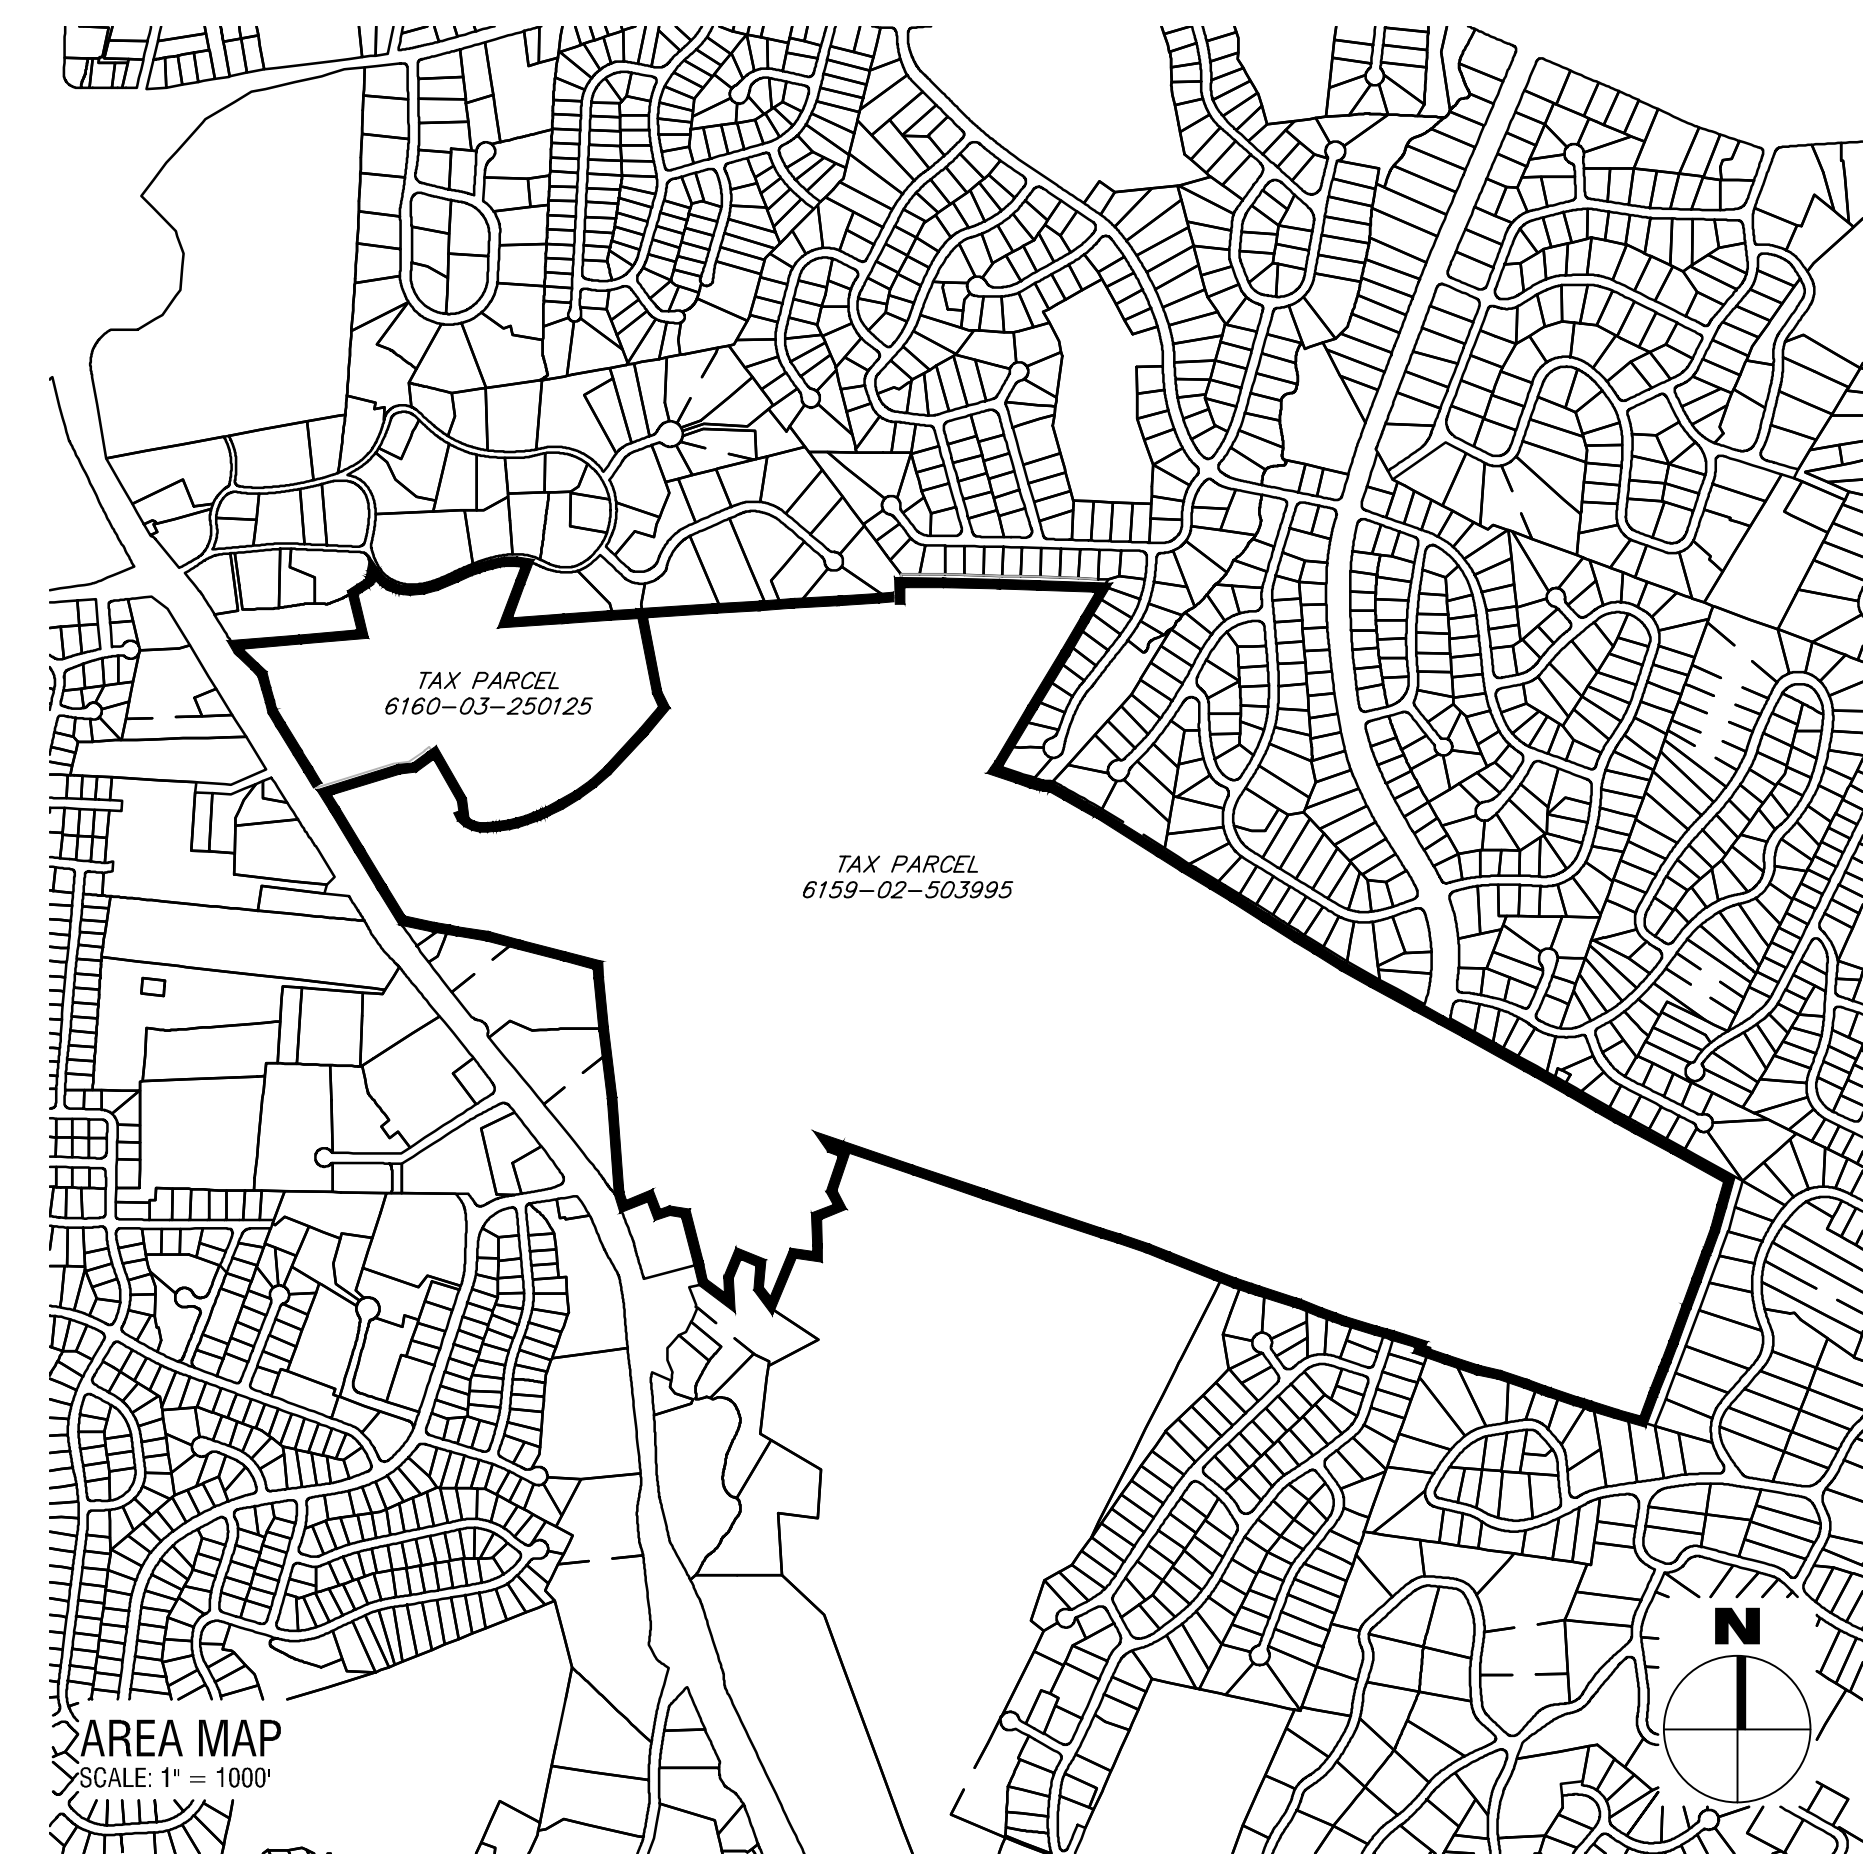 TAX PARCEL
6160-03-250125
TAX PARCEL
6159-02-503995
N
AREA MAP
SCALE: 1" = 1000'